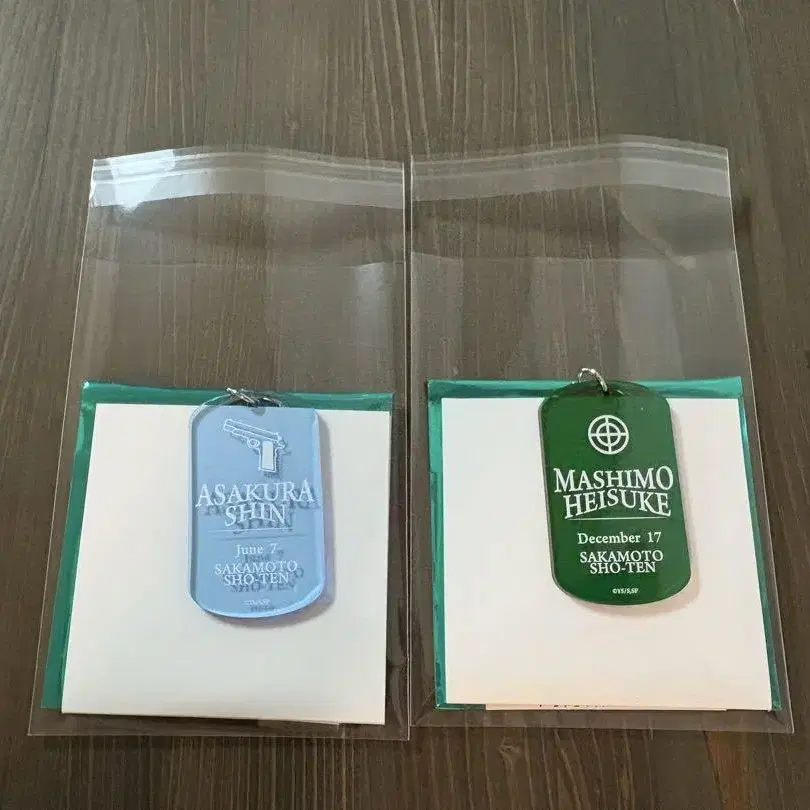 ASAKURA
SHIN
June 7
SAKAMOTO
SHO-TEN
MASHIMO
HEISUKE
December 17
SAKAMOTO
SHO-TEN
©YS/S,SP